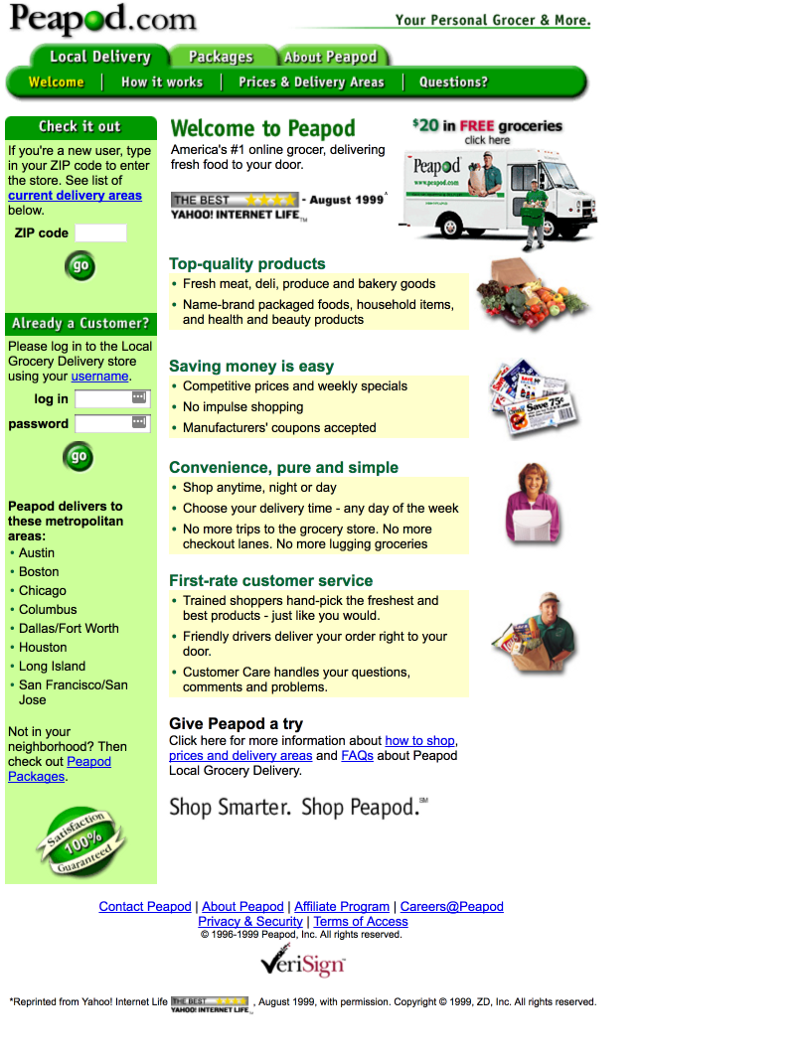 Peapod.com
Your Personal Grocer & More.
Local Delivery
Packages
About Peapod
Welcome | How it works | Prices & Delivery Areas | Questions?
Check it out
If you're a new user, type
in your ZIP code to enter
the store. See list of
current delivery areas
below.
ZIP code
go
Already a Customer?
Please log in to the Local
Grocery Delivery store
using your username.
log in
password
go
Peapod delivers to
these metropolitan
areas:
• Austin
• Boston
• Chicago
• Columbus
• Dallas/Fort Worth
• Houston
• Long Island
• San Francisco/San
Jose
Not in your
neighborhood? Then
check out Peapod
Packages.
Satisfaction
100%
Guaranteed
Welcome to Peapod
America's #1 online grocer, delivering
fresh food to your door.
THE BEST ★★★★ - August 1999^
YAHOO! INTERNET LIFE™
$20 in FREE groceries
click here
Peapod
www.peapod.com
Top-quality products
• Fresh meat, deli, produce and bakery goods
• Name-brand packaged foods, household items,
and health and beauty products
Saving money is easy
• Competitive prices and weekly specials
• No impulse shopping
• Manufacturers' coupons accepted
Save 75¢
Convenience, pure and simple
• Shop anytime, night or day
• Choose your delivery time - any day of the week
• No more trips to the grocery store. No more
checkout lanes. No more lugging groceries
First-rate customer service
• Trained shoppers hand-pick the freshest and
best products - just like you would.
• Friendly drivers deliver your order right to your
door.
• Customer Care handles your questions,
comments and problems.
Give Peapod a try
Click here for more information about how to shop,
prices and delivery areas and FAQs about Peapod
Local Grocery Delivery.
Shop Smarter. Shop Peapod.℠
Contact Peapod | About Peapod | Affiliate Program | Careers@Peapod
Privacy & Security | Terms of Access
© 1996-1999 Peapod, Inc. All rights reserved.
VeriSign™
*Reprinted from Yahoo! Internet Life THE BEST ★★★★ YAHOO! INTERNET LIFE™ , August 1999, with permission. Copyright © 1999, ZD, Inc. All rights reserved.